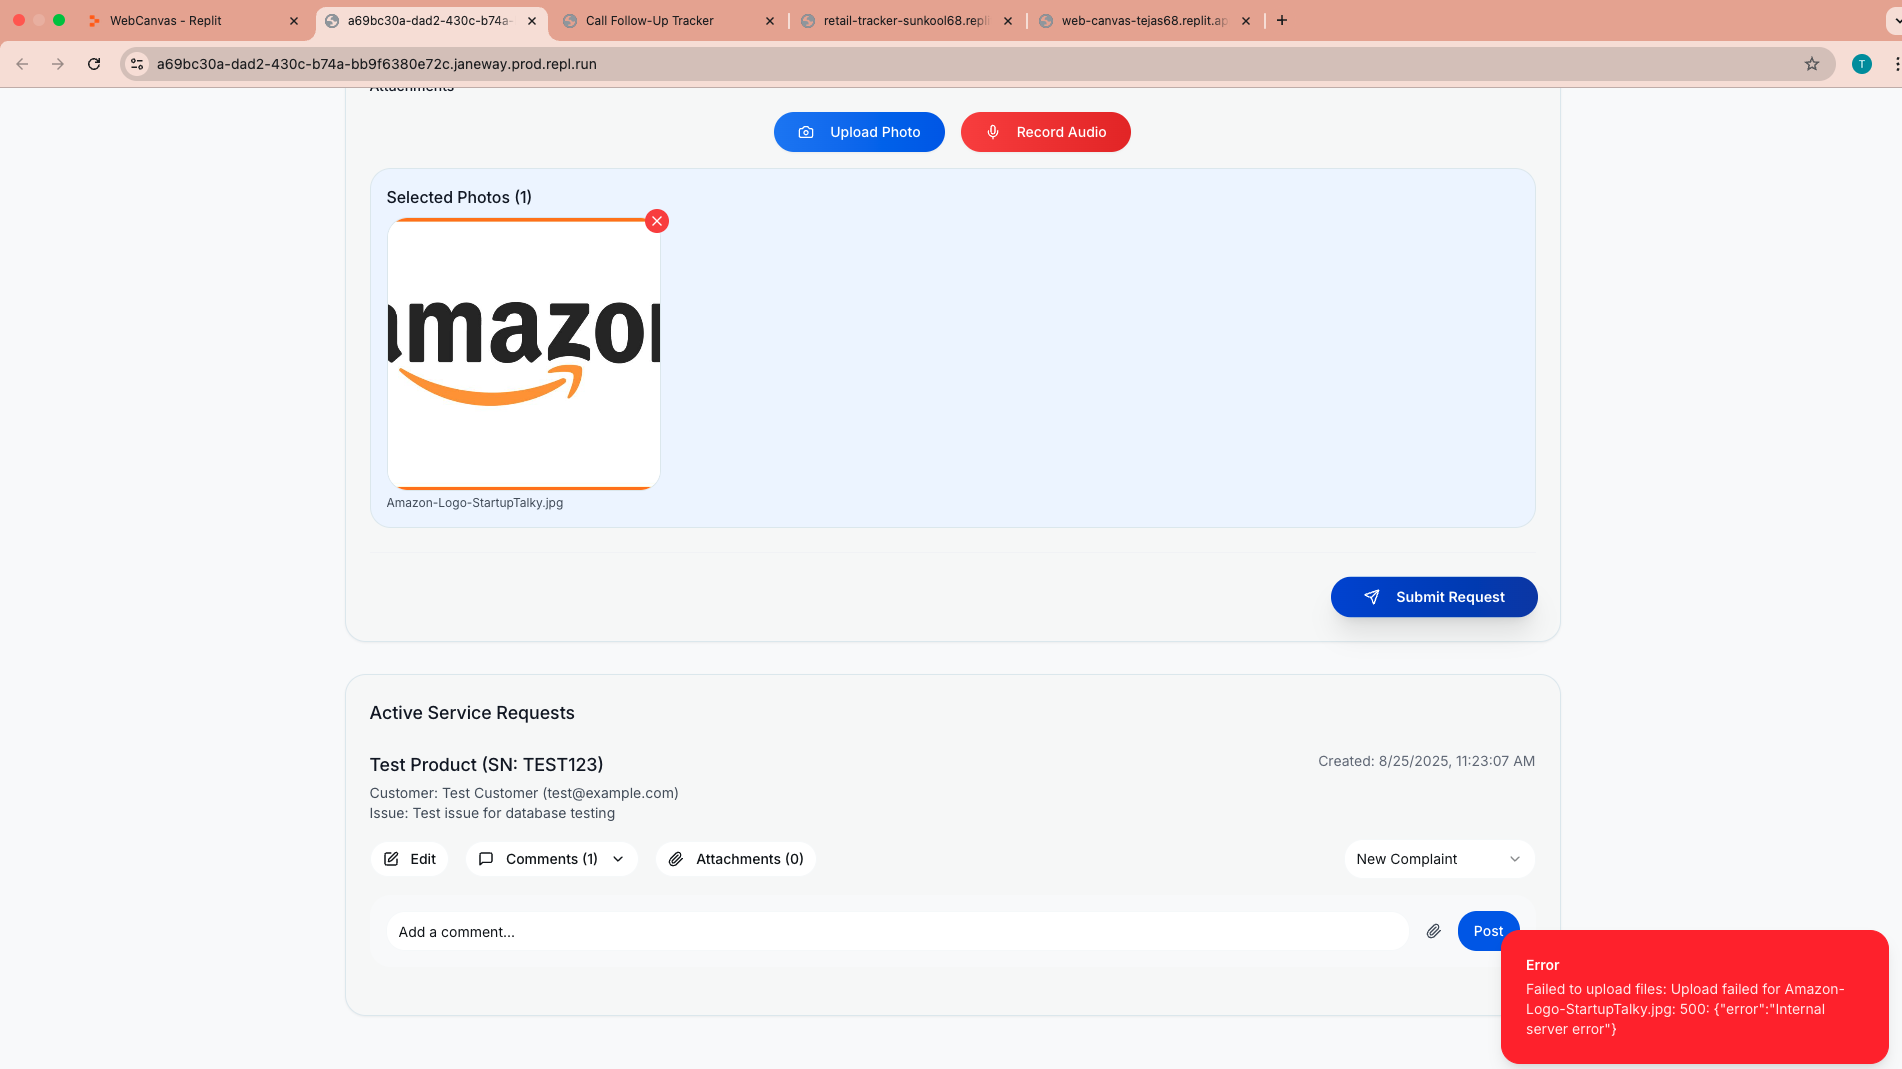 WebCanvas - Replit
a69bc30a-dad2-430c-b74a-
Call Follow-Up Tracker
retail-tracker-sunkool68.repl
web-canvas-tejas68.replit.ap
a69bc30a-dad2-430c-b74a-bb9f6380e72c.janeway.prod.repl.run
T
Attachments
Upload Photo
Record Audio
Selected Photos (1)
amazon
Amazon-Logo-StartupTalky.jpg
Submit Request
Active Service Requests
Test Product (SN: TEST123)
Created: 8/25/2025, 11:23:07 AM
Customer: Test Customer (test@example.com)
Issue: Test issue for database testing
Edit
Comments (1)
Attachments (0)
New Complaint
Add a comment...
Post
Error
Failed to upload files: Upload failed for Amazon-
Logo-StartupTalky.jpg: 500: {"error":"Internal
server error"}